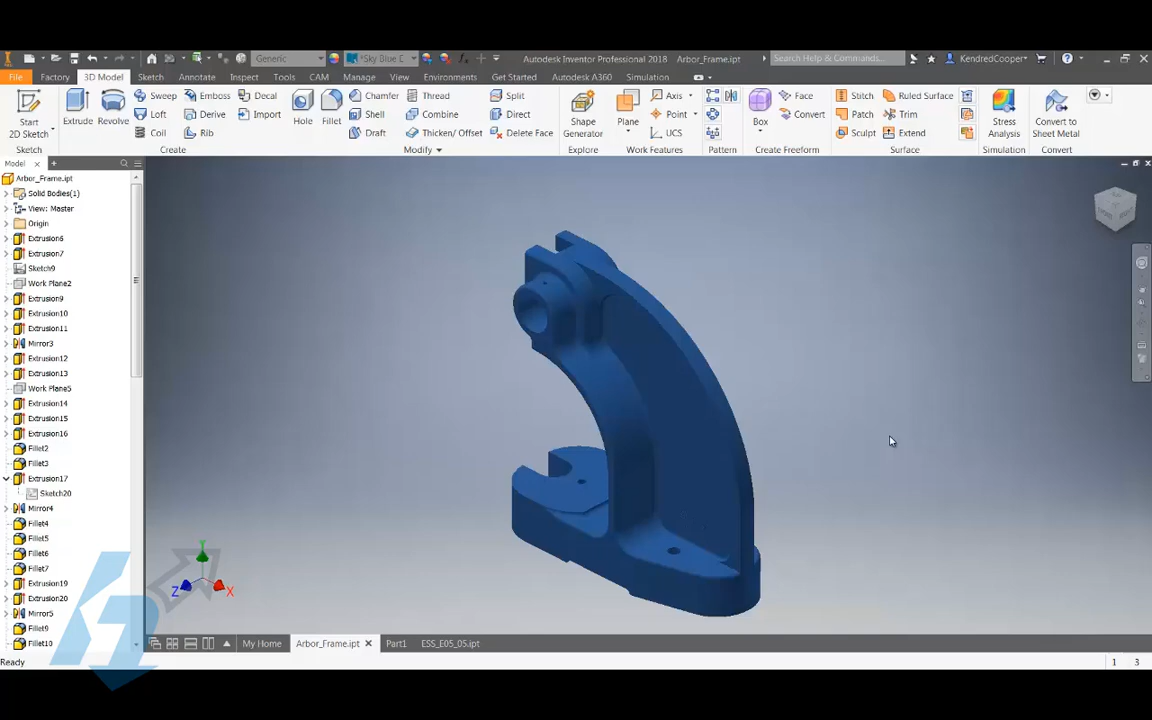 Generic
*Sky Blue E
Autodesk Inventor Professional 2018 Arbor_Frame.ipt
Search Help & Commands...
KendredCooper
File Factory 3D Model Sketch Annotate Inspect Tools CAM Manage View Environments Get Started Autodesk A360 Simulation
Start 2D Sketch
Extrude
Revolve
Sweep
Loft
Coil
Emboss
Derive
Rib
Decal
Import
Hole
Fillet
Chamfer
Shell
Draft
Thread
Combine
Thicken/ Offset
Split
Direct
Delete Face
Shape Generator
Plane
Axis
Point
UCS
Box
Face
Convert
Stitch
Patch
Sculpt
Ruled Surface
Trim
Extend
Stress Analysis
Convert to Sheet Metal
Sketch Create Modify Explore Work Features Pattern Create Freeform Surface Simulation Convert
Model
Arbor_Frame.ipt
Solid Bodies(1)
View: Master
Origin
Extrusion6
Extrusion7
Sketch9
Work Plane2
Extrusion9
Extrusion10
Extrusion11
Mirror3
Extrusion12
Extrusion13
Work Plane5
Extrusion14
Extrusion15
Extrusion16
Fillet2
Fillet3
Extrusion17
Sketch20
Mirror4
Fillet4
Fillet5
Fillet6
Fillet7
Extrusion19
Extrusion20
Mirror5
Fillet9
Fillet10
Y
Z
X
My Home Arbor_Frame.ipt Part1 ESS_E05_05.ipt
Ready
1 3